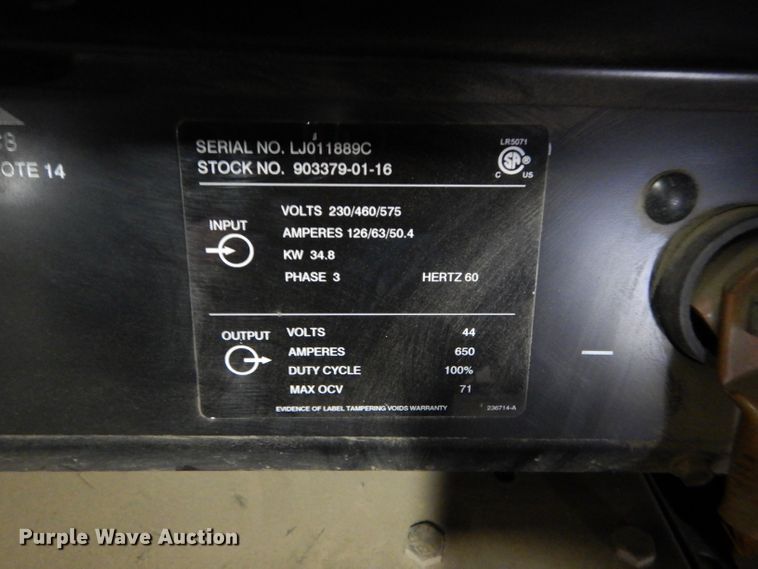 OTE 14
SERIAL NO. LJ011889C
STOCK NO. 903379-01-16
LR5071
CSA ®
C US
INPUT
VOLTS 230/460/575
AMPERES 126/63/50.4
KW 34.8
PHASE 3 HERTZ 60
OUTPUT
VOLTS 44
AMPERES 650
DUTY CYCLE 100%
MAX OCV 71
EVIDENCE OF LABEL TAMPERING VOIDS WARRANTY 236714-A
Purple Wave Auction